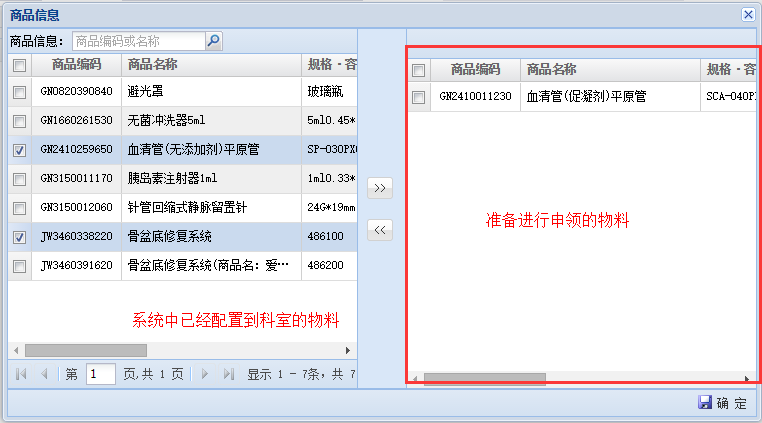 商品信息
商品信息： 商品编码或名称
商品编码 商品名称 规格·容
GN0820390840 避光罩 玻璃瓶
GN1660261530 无菌冲洗器5ml 5ml0.45*
GN2410259650 血清管(无添加剂)平原管 SP-030PX
GN3150011170 胰岛素注射器1ml 1ml0.33*
GN3150012060 针管回缩式静脉留置针 24G*19mm
JW3460338220 骨盆底修复系统 486100
JW3460391620 骨盆底修复系统(商品名：爱… 486200
系统中已经配置到科室的物料
第 1 页,共 1 页 显示 1 - 7条，共 7
>>
<<
商品编码 商品名称 规格·容
GN2410011230 血清管(促凝剂)平原管 SCA-040P
准备进行申领的物料
确 定